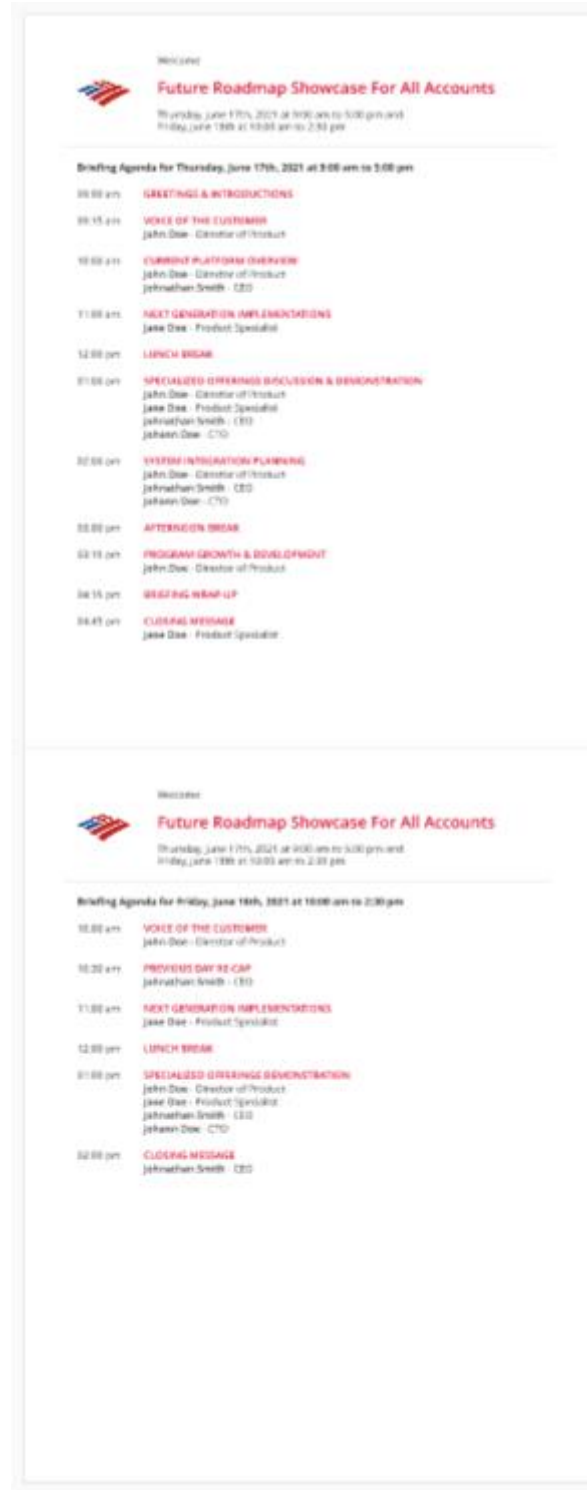 Welcome
Future Roadmap Showcase For All Accounts
Thursday, June 17th, 2021 at 9:00 am to 5:00 pm and
Friday, June 18th at 10:00 am to 2:30 pm
Briefing Agenda for Thursday, June 17th, 2021 at 9:00 am to 5:00 pm
09:00 am GREETINGS & INTRODUCTIONS
09:15 am VOICE OF THE CUSTOMER
John Doe - Director of Product
10:00 am CURRENT PLATFORM OVERVIEW
John Doe - Director of Product
Johnathan Smith - CEO
11:00 am NEXT GENERATION IMPLEMENTATIONS
Jane Doe - Product Specialist
12:00 pm LUNCH BREAK
01:00 pm SPECIALIZED OFFERINGS DISCUSSION & DEMONSTRATION
John Doe - Director of Product
Jane Doe - Product Specialist
Johnathan Smith - CEO
Johann Doe - CTO
02:00 pm SYSTEM INTEGRATION PLANNING
John Doe - Director of Product
Johnathan Smith - CEO
Johann Doe - CTO
03:00 pm AFTERNOON BREAK
03:15 pm PROGRAM GROWTH & DEVELOPMENT
John Doe - Director of Product
04:15 pm BRIEFING WRAP-UP
04:45 pm CLOSING MESSAGE
Jane Doe - Product Specialist
Welcome
Future Roadmap Showcase For All Accounts
Thursday, June 17th, 2021 at 9:00 am to 5:00 pm and
Friday, June 18th at 10:00 am to 2:30 pm
Briefing Agenda for Friday, June 18th, 2021 at 10:00 am to 2:30 pm
10:00 am VOICE OF THE CUSTOMER
John Doe - Director of Product
10:30 am PREVIOUS DAY RE-CAP
Johnathan Smith - CEO
11:00 am NEXT GENERATION IMPLEMENTATIONS
Jane Doe - Product Specialist
12:00 pm LUNCH BREAK
01:00 pm SPECIALIZED OFFERINGS DEMONSTRATION
John Doe - Director of Product
Jane Doe - Product Specialist
Johnathan Smith - CEO
Johann Doe - CTO
02:00 pm CLOSING MESSAGE
Johnathan Smith - CEO